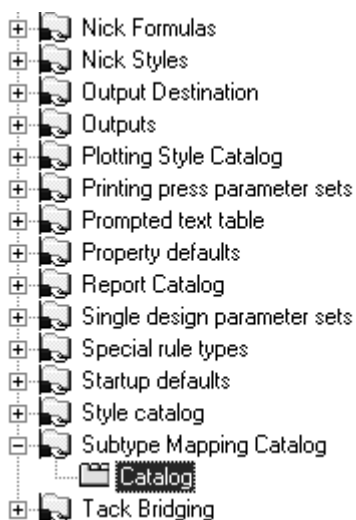 Nick Formulas
Nick Styles
Output Destination
Outputs
Plotting Style Catalog
Printing press parameter sets
Prompted text table
Property defaults
Report Catalog
Single design parameter sets
Special rule types
Startup defaults
Style catalog
Subtype Mapping Catalog
Catalog
Tack Bridging